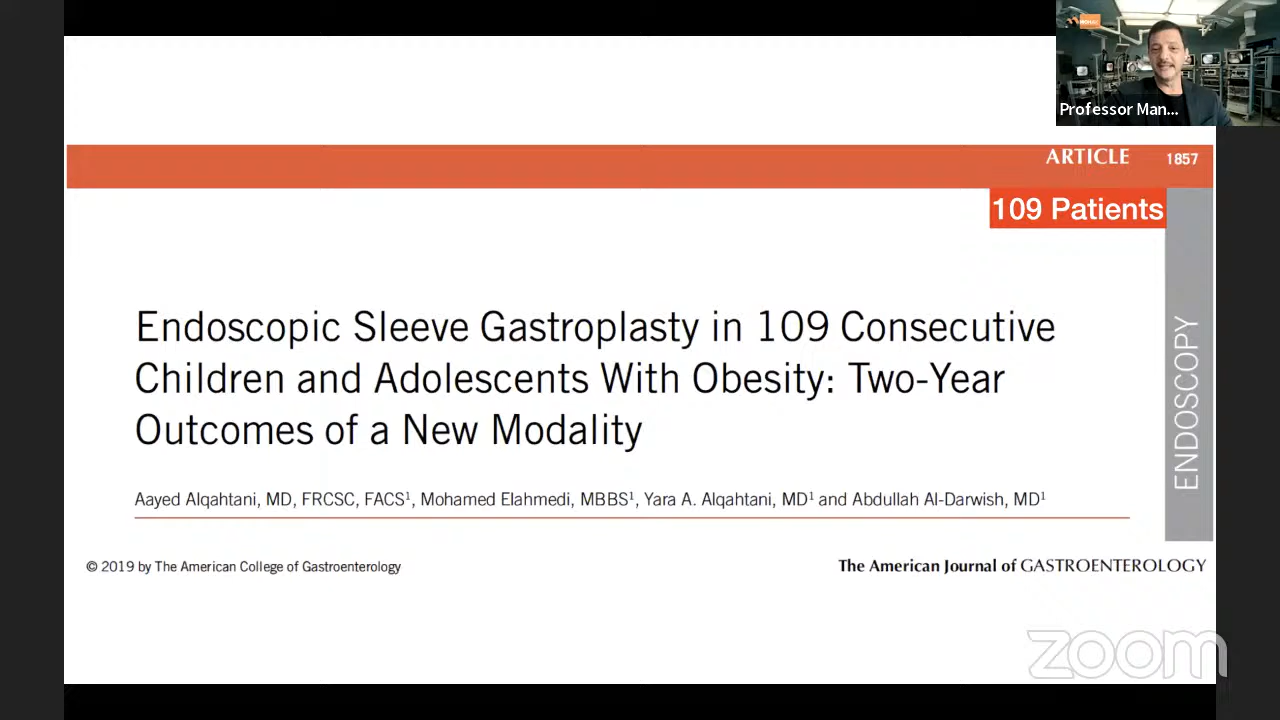 Professor Man...
ARTICLE 1857
109 Patients
ENDOSCOPY
Endoscopic Sleeve Gastroplasty in 109 Consecutive
Children and Adolescents With Obesity: Two-Year
Outcomes of a New Modality
Aayed Alqahtani, MD, FRCSC, FACS¹, Mohamed Elahmedi, MBBS¹, Yara A. Alqahtani, MD¹ and Abdullah Al-Darwish, MD¹
© 2019 by The American College of Gastroenterology
The American Journal of GASTROENTEROLOGY
zoom